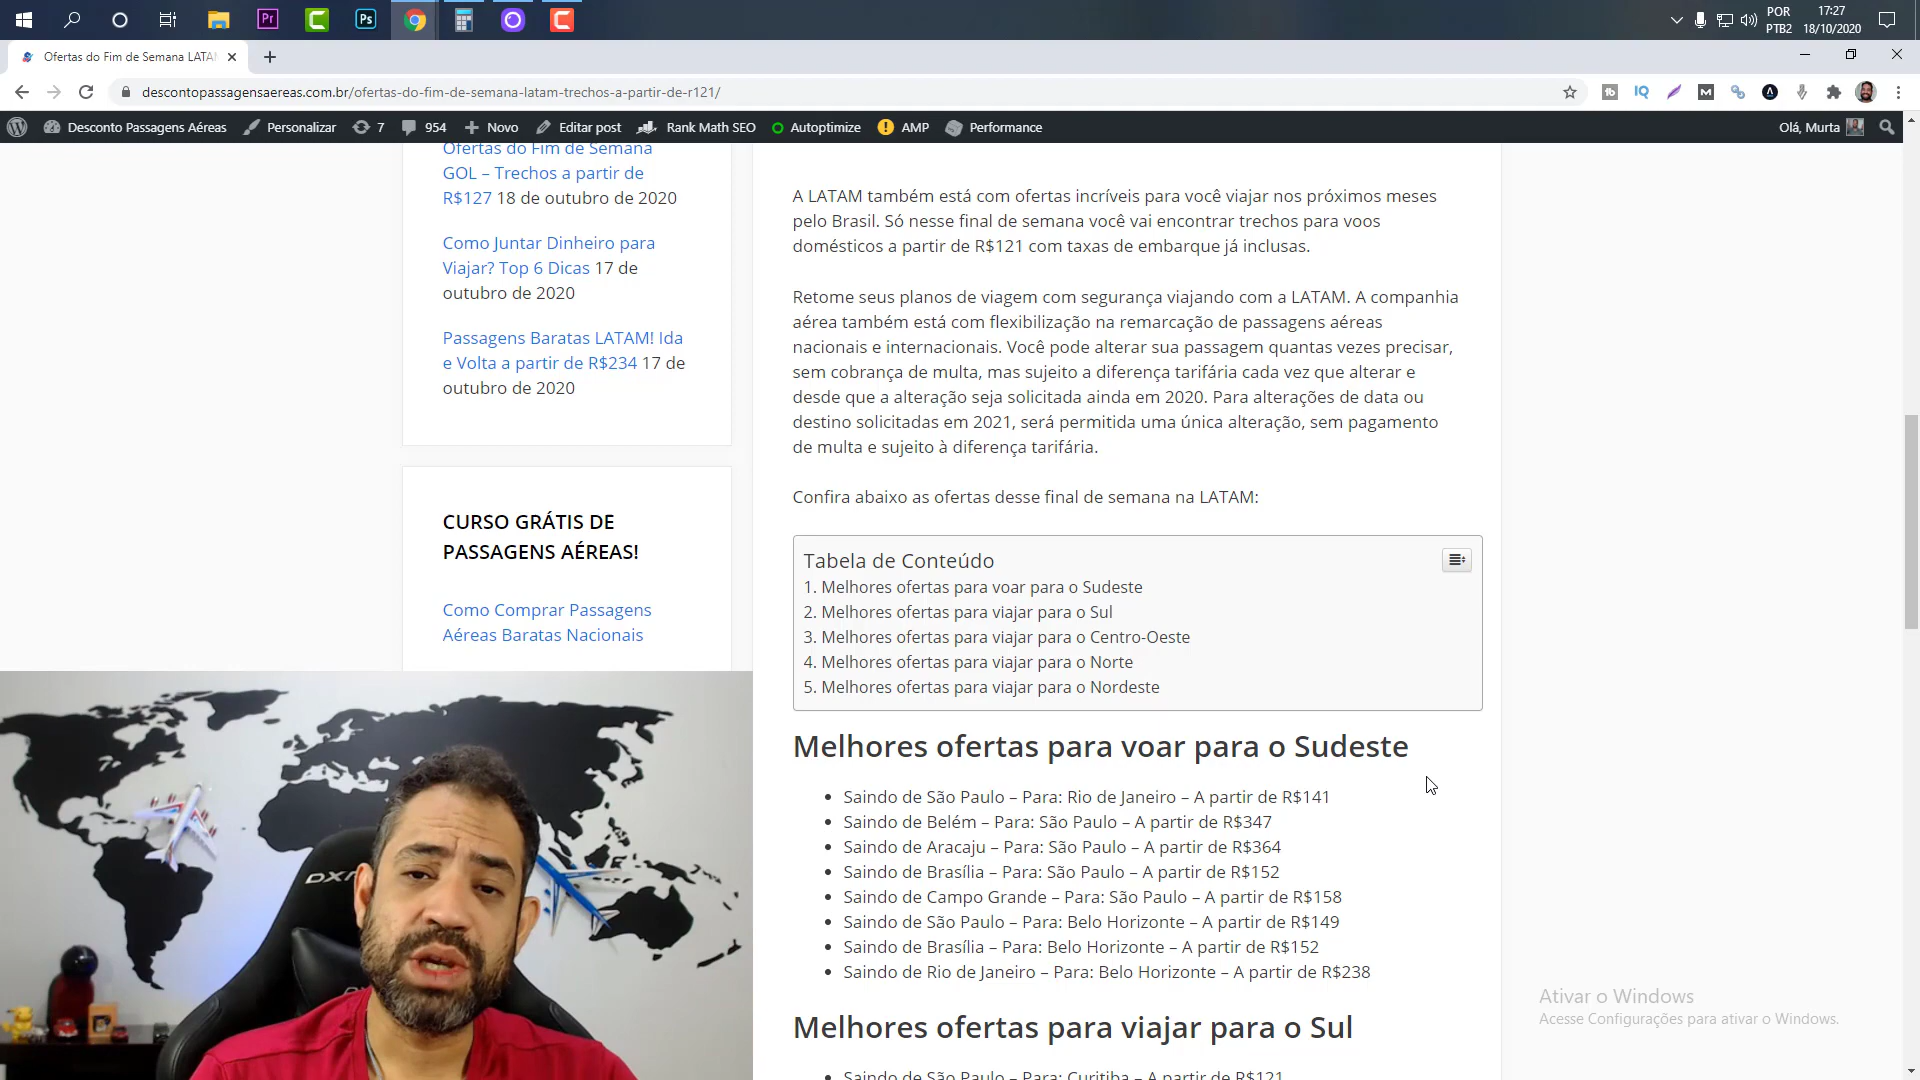 POR
17:27
PTB2
18/10/2020
Ofertas do Fim de Semana LATA
descontopassagensaereas.com.br/ofertas-do-fim-de-semana-latam-trechos-a-partir-de-r121/
Desconto Passagens Aéreas
Personalizar
7
954
Novo
Editar post
Rank Math SEO
Autoptimize
AMP
Performance
Olá, Murta
Ofertas do Fim de Semana
GOL – Trechos a partir de
R$127 18 de outubro de 2020
Como Juntar Dinheiro para
Viajar? Top 6 Dicas 17 de
outubro de 2020
Passagens Baratas LATAM! Ida
e Volta a partir de R$234 17 de
outubro de 2020
CURSO GRÁTIS DE
PASSAGENS AÉREAS!
Como Comprar Passagens
Aéreas Baratas Nacionais
A LATAM também está com ofertas incríveis para você viajar nos próximos meses
pelo Brasil. Só nesse final de semana você vai encontrar trechos para voos
domésticos a partir de R$121 com taxas de embarque já inclusas.
Retome seus planos de viagem com segurança viajando com a LATAM. A companhia
aérea também está com flexibilização na remarcação de passagens aéreas
nacionais e internacionais. Você pode alterar sua passagem quantas vezes precisar,
sem cobrança de multa, mas sujeito a diferença tarifária cada vez que alterar e
desde que a alteração seja solicitada ainda em 2020. Para alterações de data ou
destino solicitadas em 2021, será permitida uma única alteração, sem pagamento
de multa e sujeito à diferença tarifária.
Confira abaixo as ofertas desse final de semana na LATAM:
Tabela de Conteúdo
1. Melhores ofertas para voar para o Sudeste
2. Melhores ofertas para viajar para o Sul
3. Melhores ofertas para viajar para o Centro-Oeste
4. Melhores ofertas para viajar para o Norte
5. Melhores ofertas para viajar para o Nordeste
Melhores ofertas para voar para o Sudeste
• Saindo de São Paulo – Para: Rio de Janeiro – A partir de R$141
• Saindo de Belém – Para: São Paulo – A partir de R$347
• Saindo de Aracaju – Para: São Paulo – A partir de R$364
• Saindo de Brasília – Para: São Paulo – A partir de R$152
• Saindo de Campo Grande – Para: São Paulo – A partir de R$158
• Saindo de São Paulo – Para: Belo Horizonte – A partir de R$149
• Saindo de Brasília – Para: Belo Horizonte – A partir de R$152
• Saindo de Rio de Janeiro – Para: Belo Horizonte – A partir de R$238
Melhores ofertas para viajar para o Sul
• Saindo de São Paulo – Para: Curitiba – A partir de R$121
Ativar o Windows
Acesse Configurações para ativar o Windows.